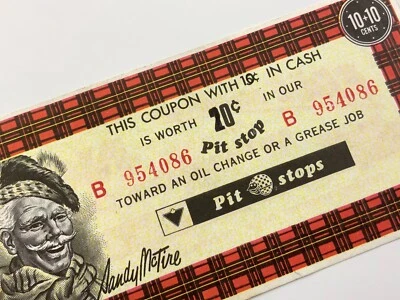 10+10
CENTS
THIS COUPON WITH 10¢ IN CASH
IS WORTH 20¢ IN OUR
B 954086 Pit stop B 954086
TOWARD AN OIL CHANGE OR A GREASE JOB
Pit stops
Sandy McTire